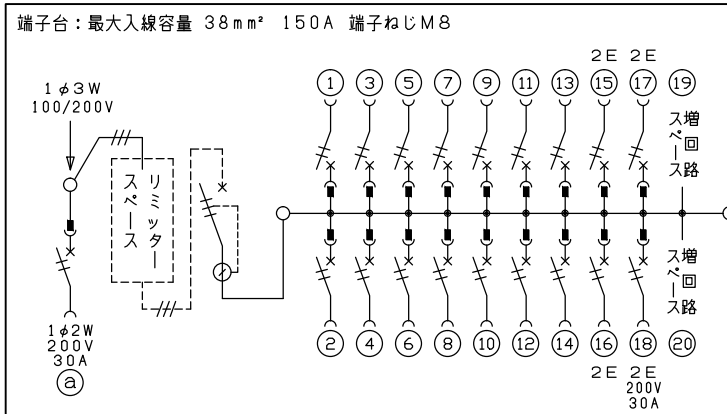 端子台:最大入線容量 38mm² 150A 端子ねじM8
2E 2E
① ③ ⑤ ⑦ ⑨ ⑪ ⑬ ⑮ ⑰ ⑲
1φ3W
100/200V
リミッター
スペース
増回路
スペース
増回路
スペース
1φ2W
200V
30A
ⓐ
② ④ ⑥ ⑧ ⑩ ⑫ ⑭ ⑯ ⑱ ⑳
2E 2E
200V
30A